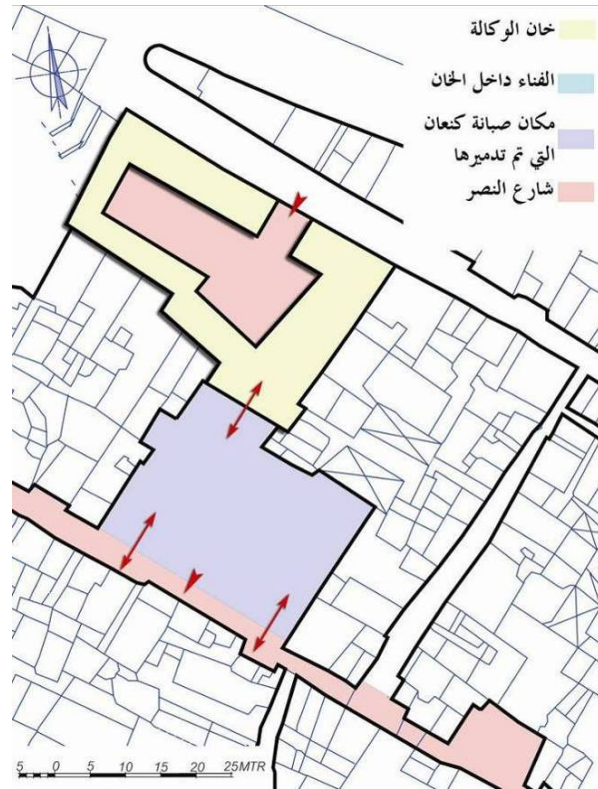 خان الوكالة
الفناء داخل الخان
مكان صبانة كنعان
التي تم تدميرها
شارع النصر
5 0 5 10 15 20 25MTR